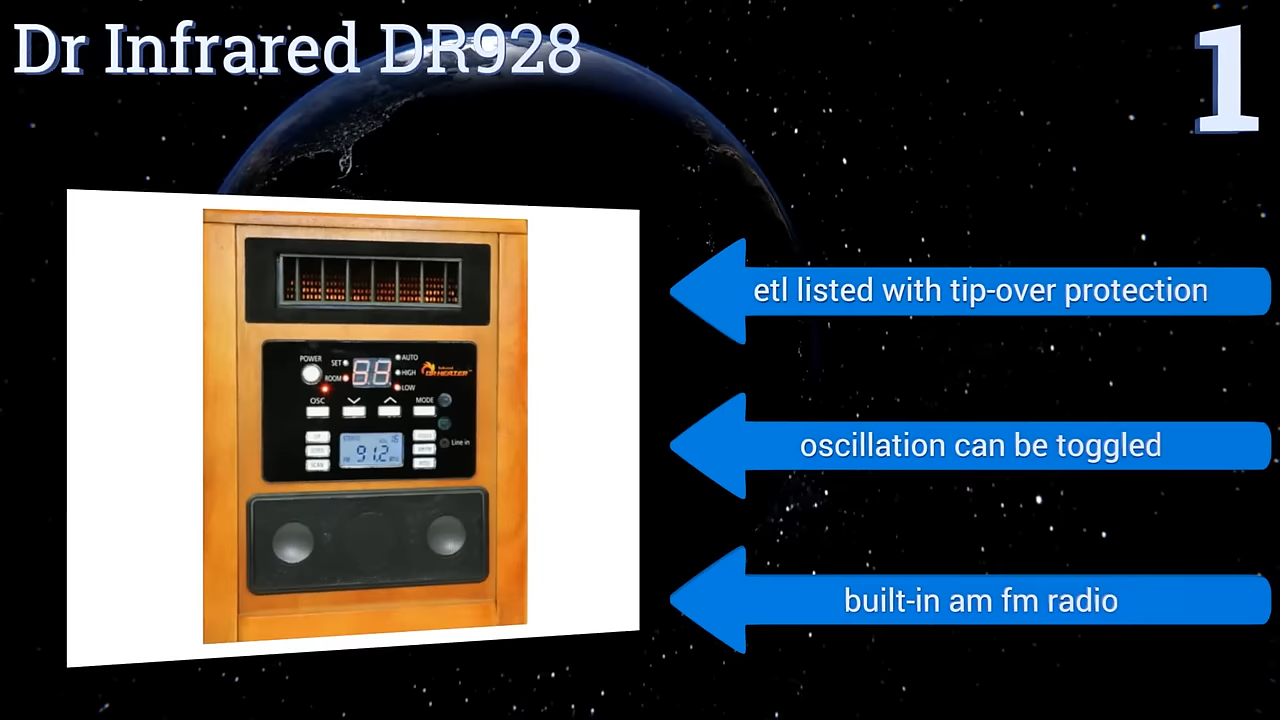 Dr Infrared DR928
1
etl listed with tip-over protection
oscillation can be toggled
built-in am fm radio
POWER
SET
ROOM
88
AUTO
HIGH
LOW
OSC
MODE
Line in
91.2